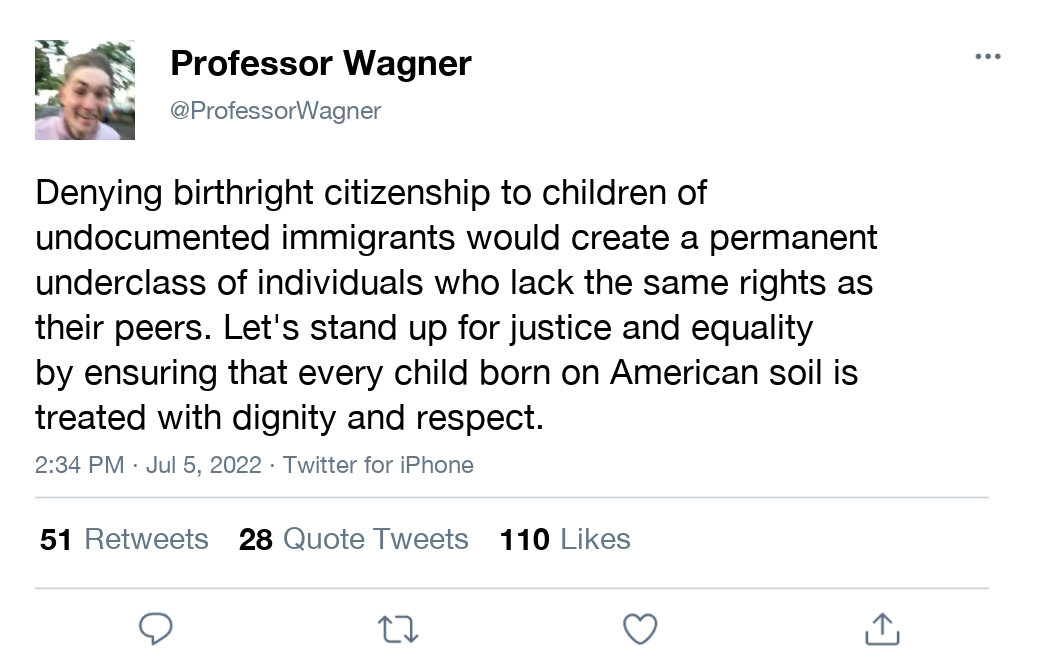 Professor Wagner
@ProfessorWagner
Denying birthright citizenship to children of
undocumented immigrants would create a permanent
underclass of individuals who lack the same rights as
their peers. Let's stand up for justice and equality
by ensuring that every child born on American soil is
treated with dignity and respect.
2:34 PM · Jul 5, 2022 · Twitter for iPhone
51 Retweets 28 Quote Tweets 110 Likes